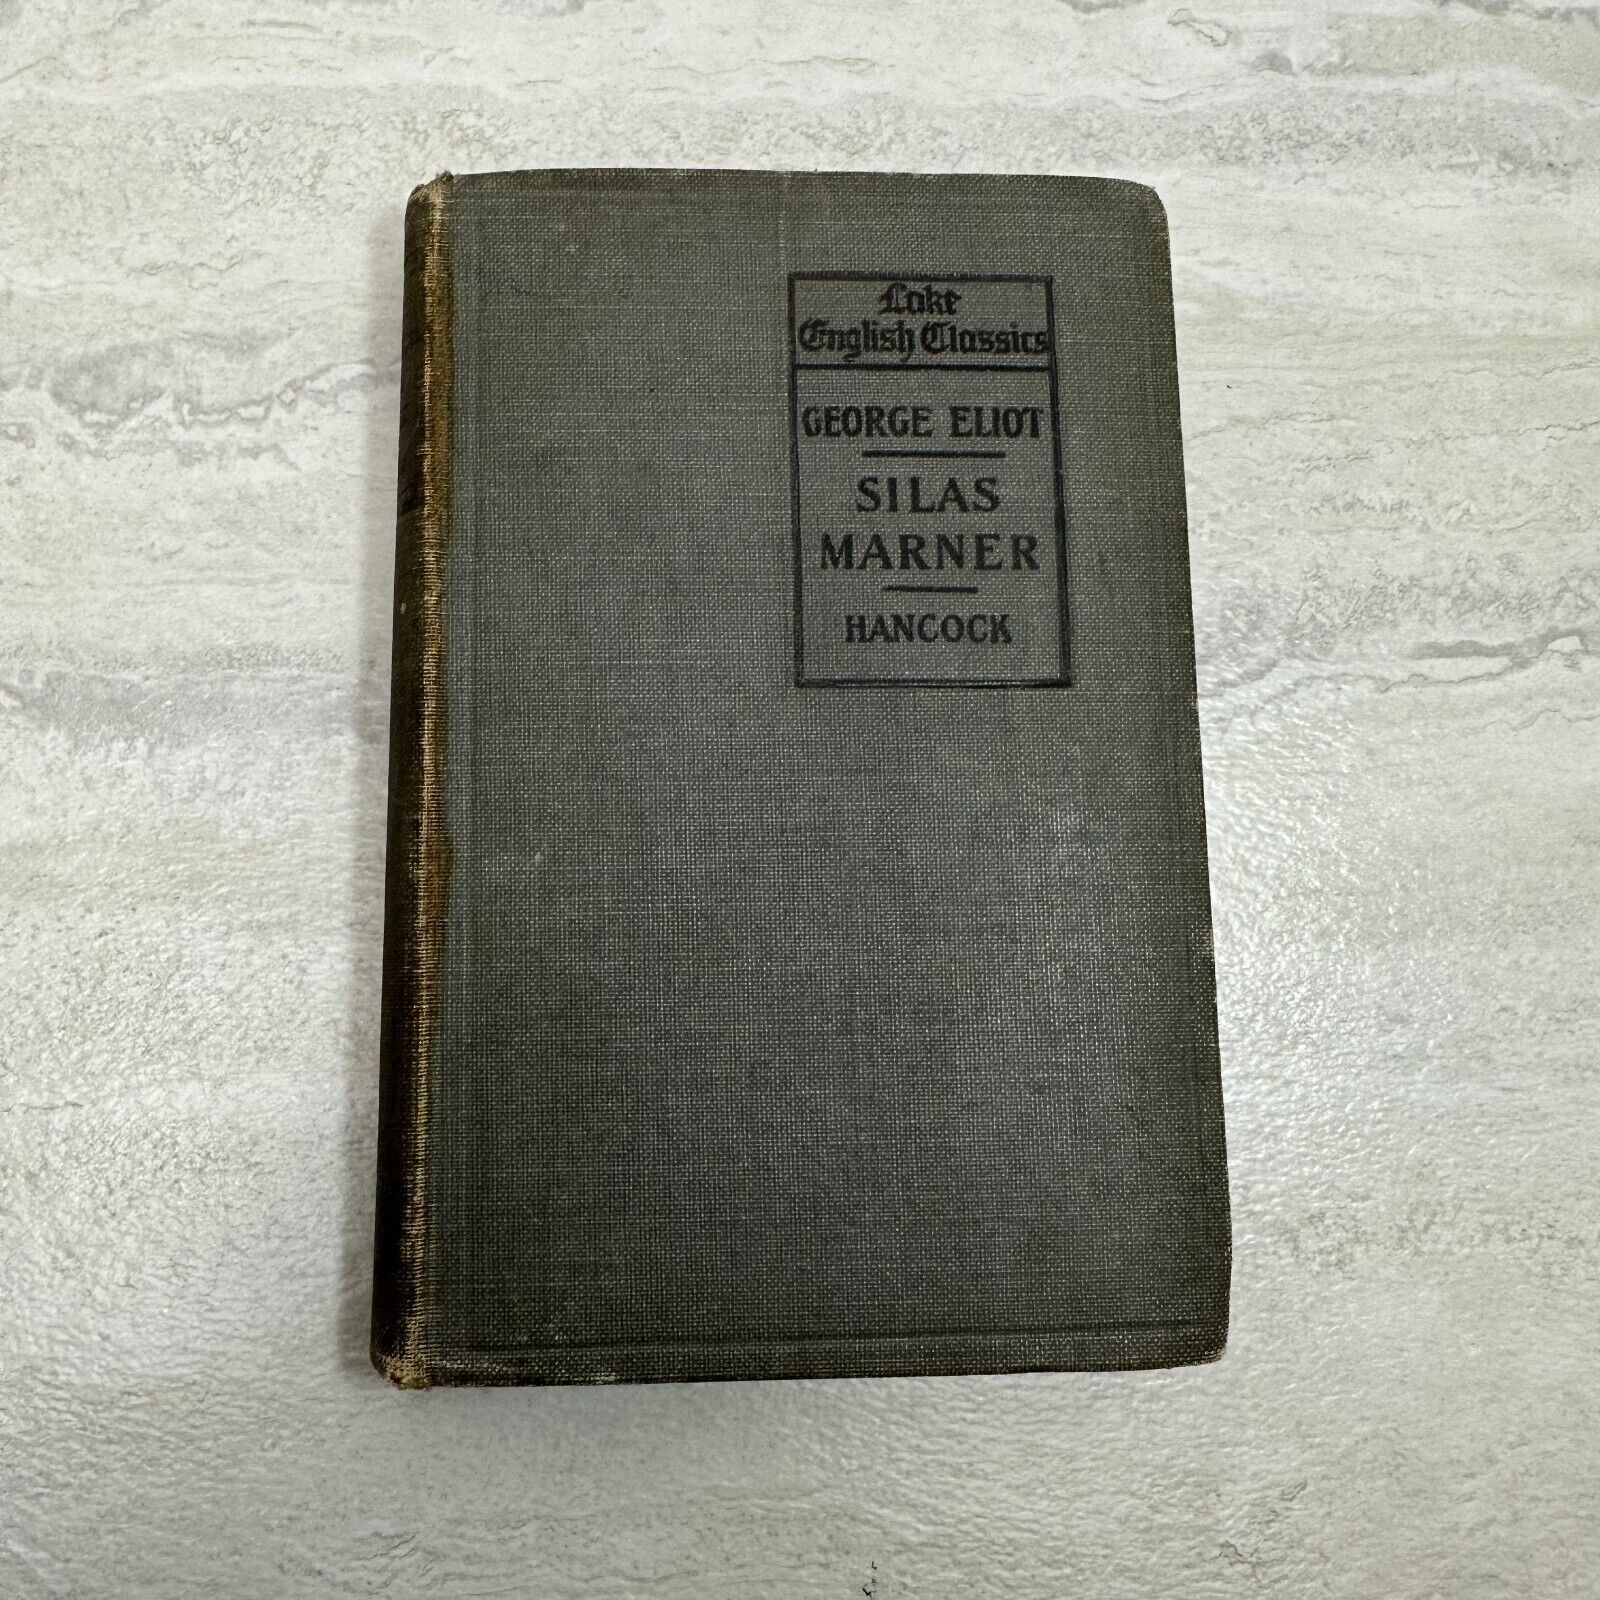 Lake
English Classics
GEORGE ELIOT
SILAS
MARNER
HANCOCK